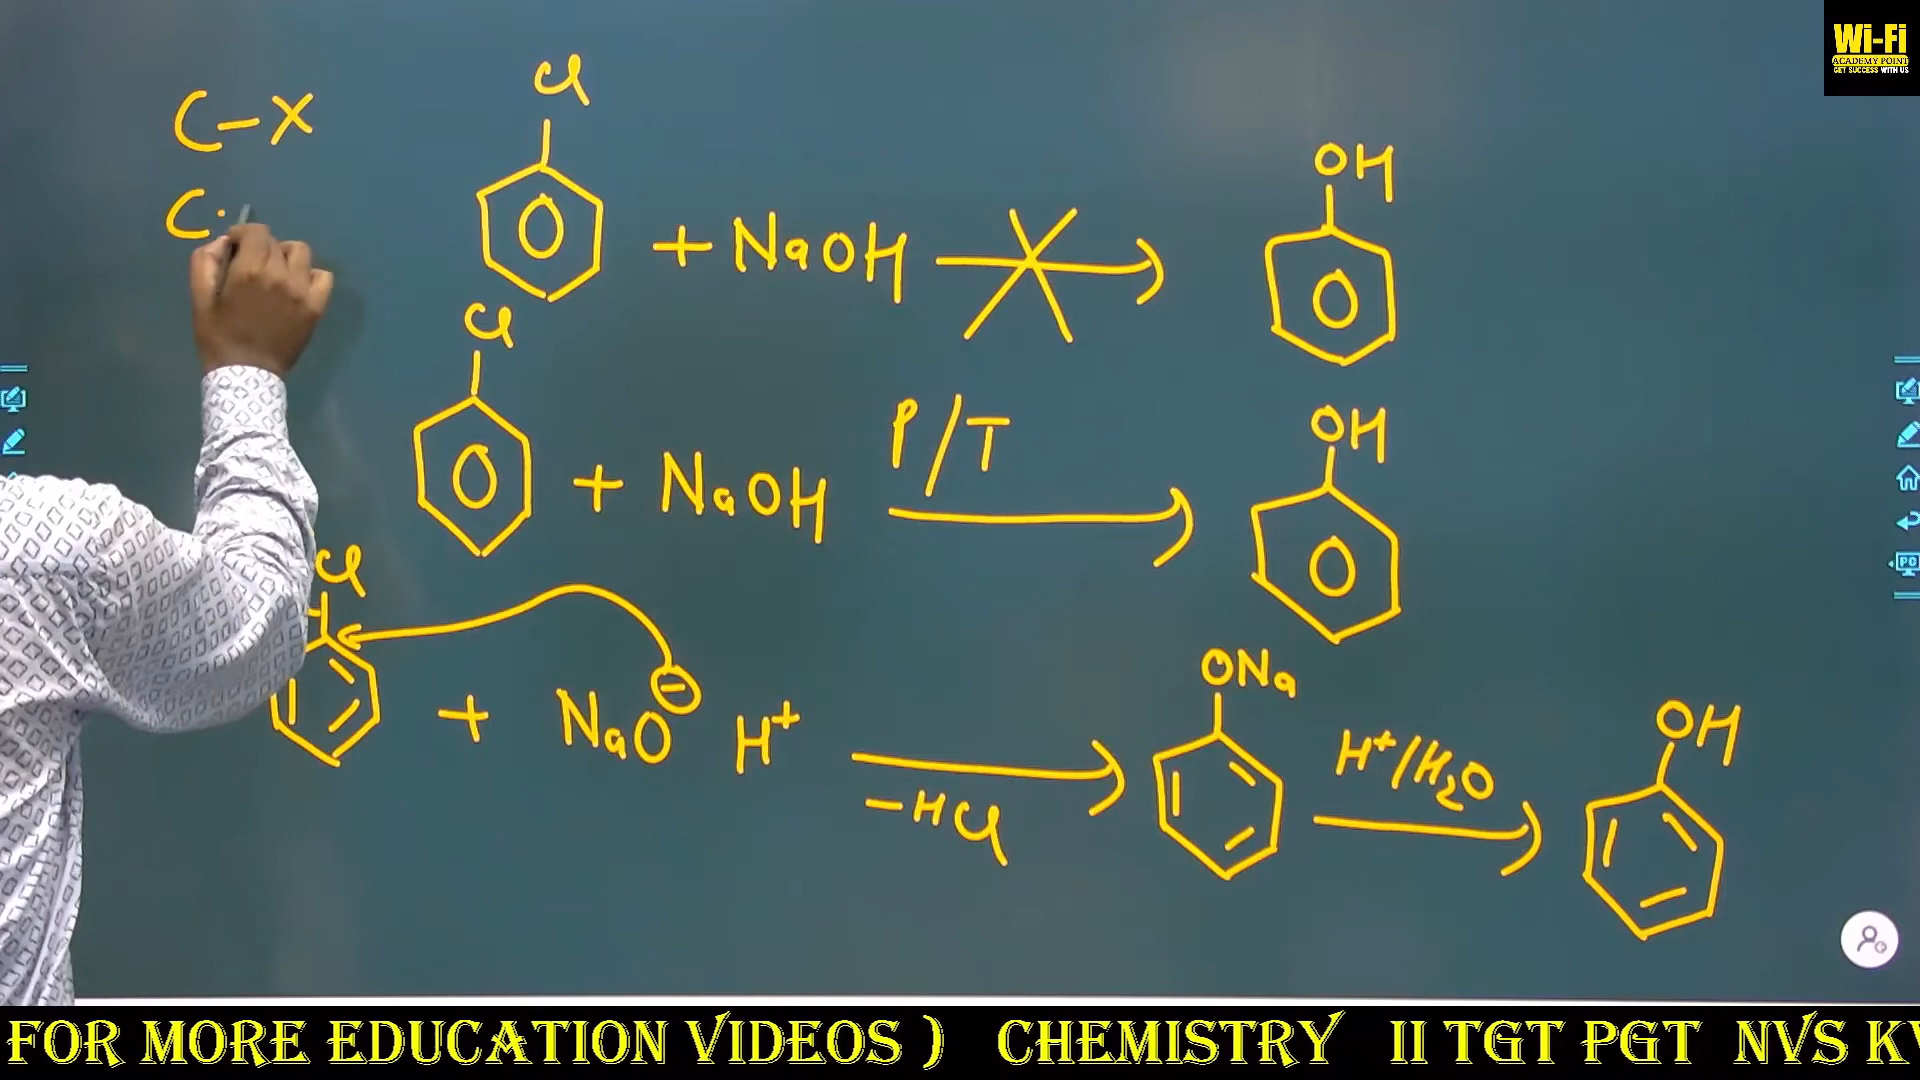 Wi-Fi
ACADEMY POINT
GET SUCCESS WITH US
C-X
C
Cl
+ NaOH
OH
Cl
+ NaOH
P/T
OH
Cl
+ NaO⊖ H⁺
-HCl
ONa
H⁺/H₂O
OH
PC
FOR MORE EDUCATION VIDEOS ) CHEMISTRY II TGT PGT NVS KV